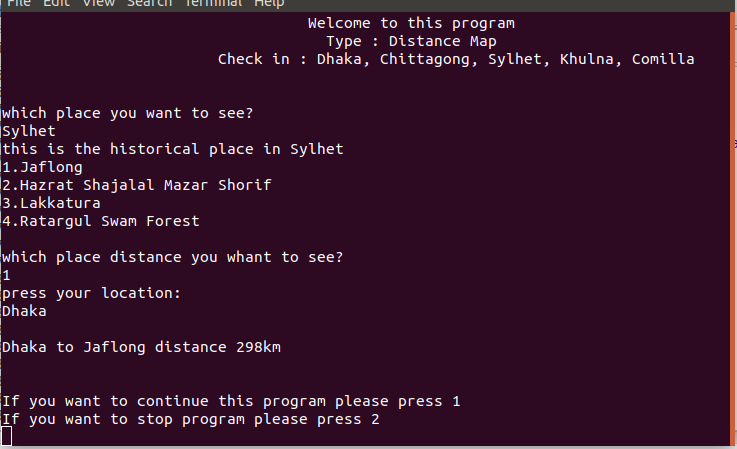 File Edit View Search Terminal Help
Welcome to this program
Type : Distance Map
Check in : Dhaka, Chittagong, Sylhet, Khulna, Comilla
which place you want to see?
Sylhet
this is the historical place in Sylhet
1.Jaflong
2.Hazrat Shajalal Mazar Shorif
3.Lakkatura
4.Ratargul Swam Forest
which place distance you whant to see?
1
press your location:
Dhaka
Dhaka to Jaflong distance 298km
If you want to continue this program please press 1
If you want to stop program please press 2